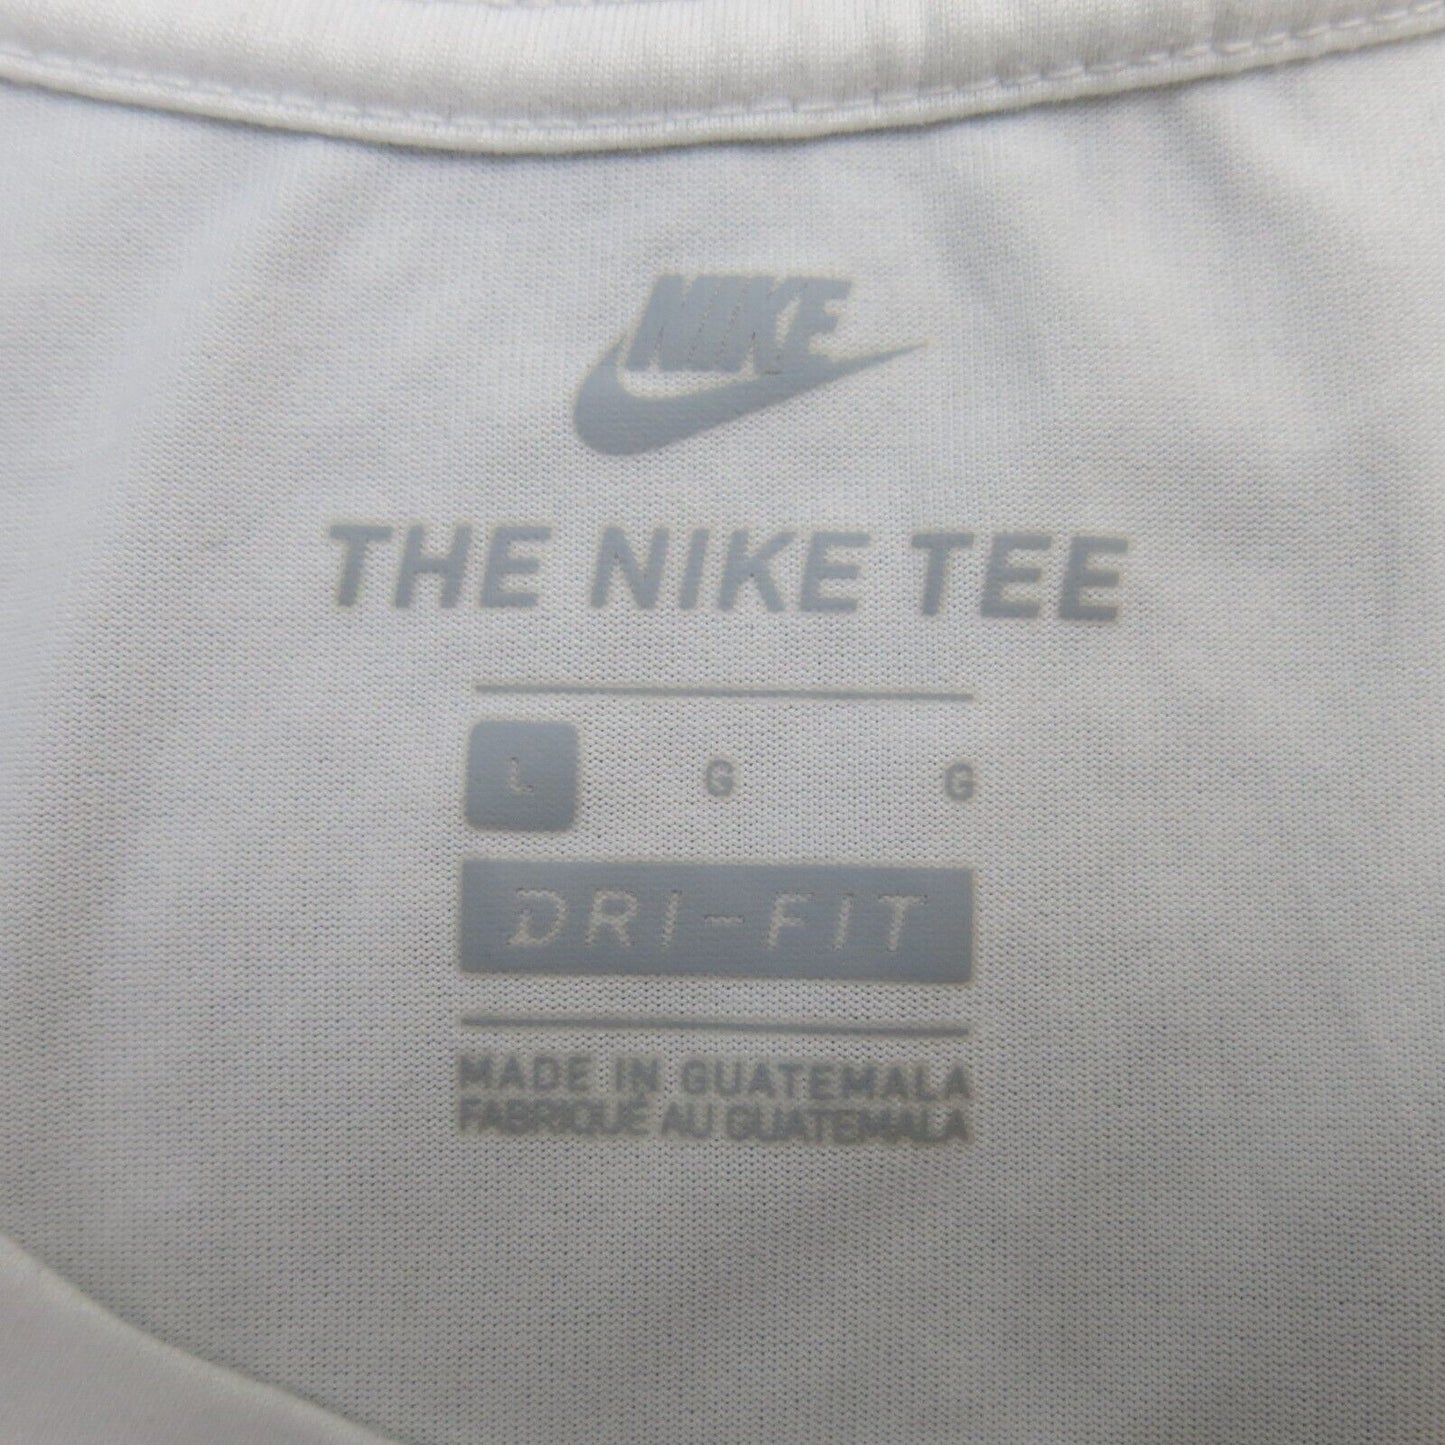 NIKE
THE NIKE TEE
L G G
DRI-FIT
MADE IN GUATEMALA
FABRIQUÉ AU GUATEMALA